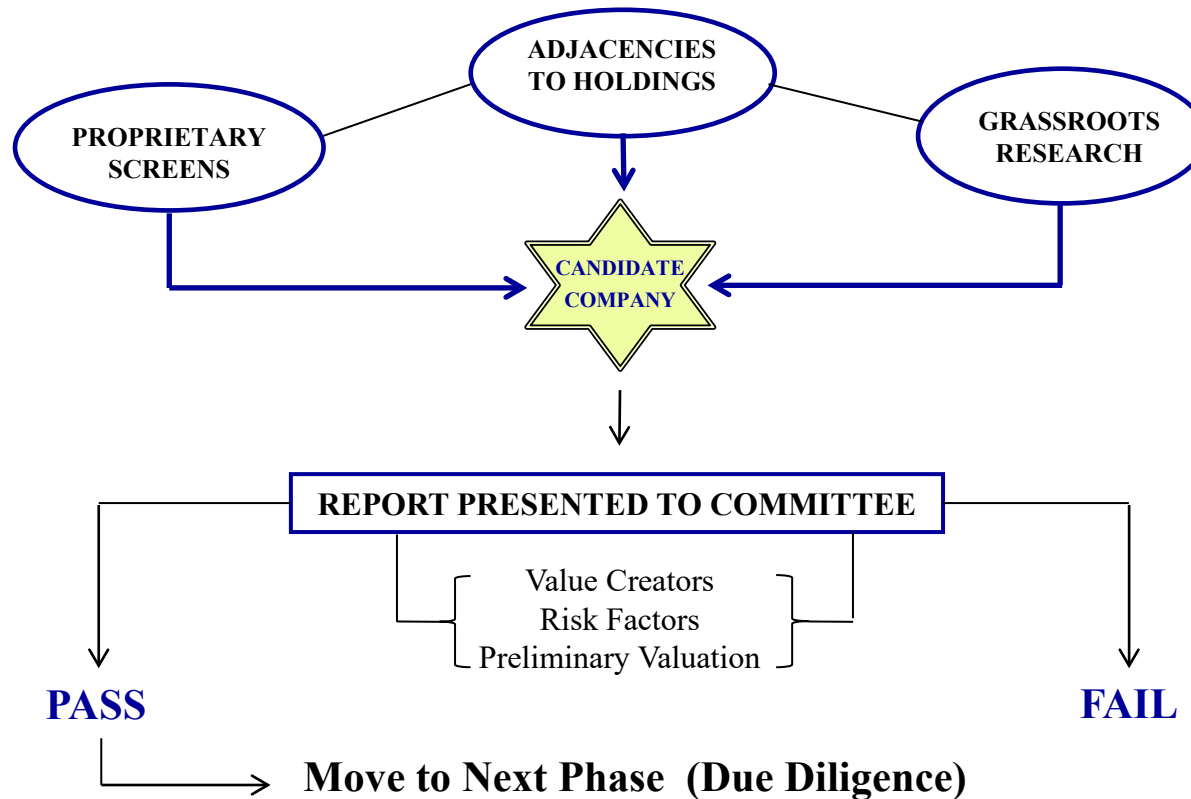 ADJACENCIES
TO HOLDINGS
PROPRIETARY
SCREENS
GRASSROOTS
RESEARCH
CANDIDATE
COMPANY
REPORT PRESENTED TO COMMITTEE
Value Creators
Risk Factors
Preliminary Valuation
PASS
FAIL
Move to Next Phase (Due Diligence)